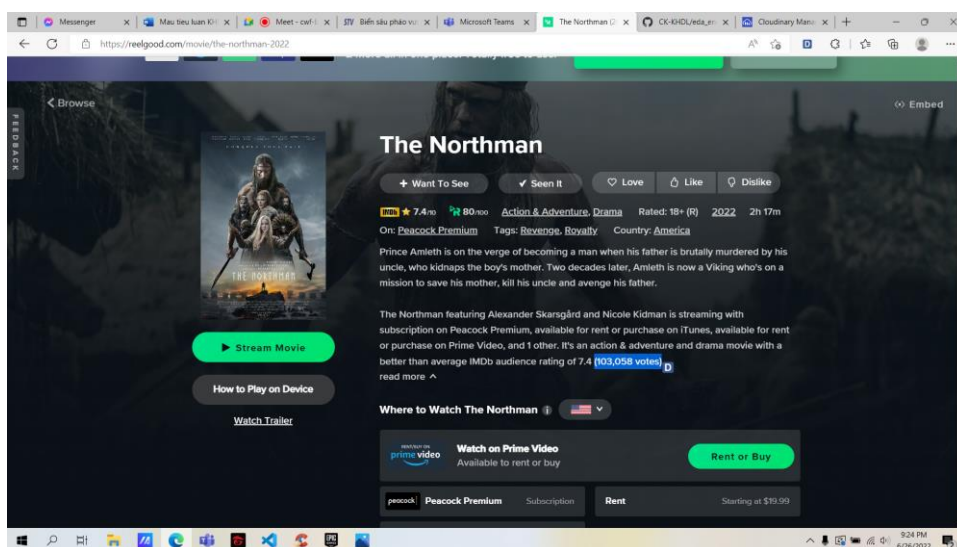 Messenger
Mau tieu luan KH
Meet - cwf-
Biến sâu pháo vư
Microsoft Teams
The Northman (2
CK-KHDL/eda_en
Cloudinary Mana
https://reelgood.com/movie/the-northman-2022
FEEDBACK
Browse
Embed
The Northman
+ Want To See
Seen It
Love
Like
Dislike
IMDb 7.4/10 80/100 Action & Adventure, Drama Rated: 18+ (R) 2022 2h 17m
On: Peacock Premium Tags: Revenge, Royalty Country: America
Prince Amleth is on the verge of becoming a man when his father is brutally murdered by his
uncle, who kidnaps the boy's mother. Two decades later, Amleth is now a Viking who's on a
mission to save his mother, kill his uncle and avenge his father.
The Northman featuring Alexander Skarsgård and Nicole Kidman is streaming with
subscription on Peacock Premium, available for rent or purchase on iTunes, available for rent
or purchase on Prime Video, and 1 other. It's an action & adventure and drama movie with a
better than average IMDb audience rating of 7.4 (103,058 votes).
read more
THE NORTHMAN
Stream Movie
How to Play on Device
Watch Trailer
Where to Watch The Northman
RENT/BUY ON
prime video
Watch on Prime Video
Available to rent or buy
Rent or Buy
peacock
Peacock Premium
Subscription
Rent
Starting at $19.99
9:24 PM
6/26/2022